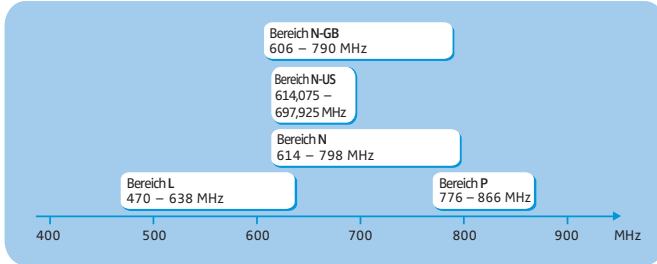 Bereich N-GB
606 – 790 MHz
Bereich N-US
614,075 –
697,925 MHz
Bereich N
614 – 798 MHz
Bereich L
470 – 638 MHz
Bereich P
776 – 866 MHz
400 500 600 700 800 900 MHz